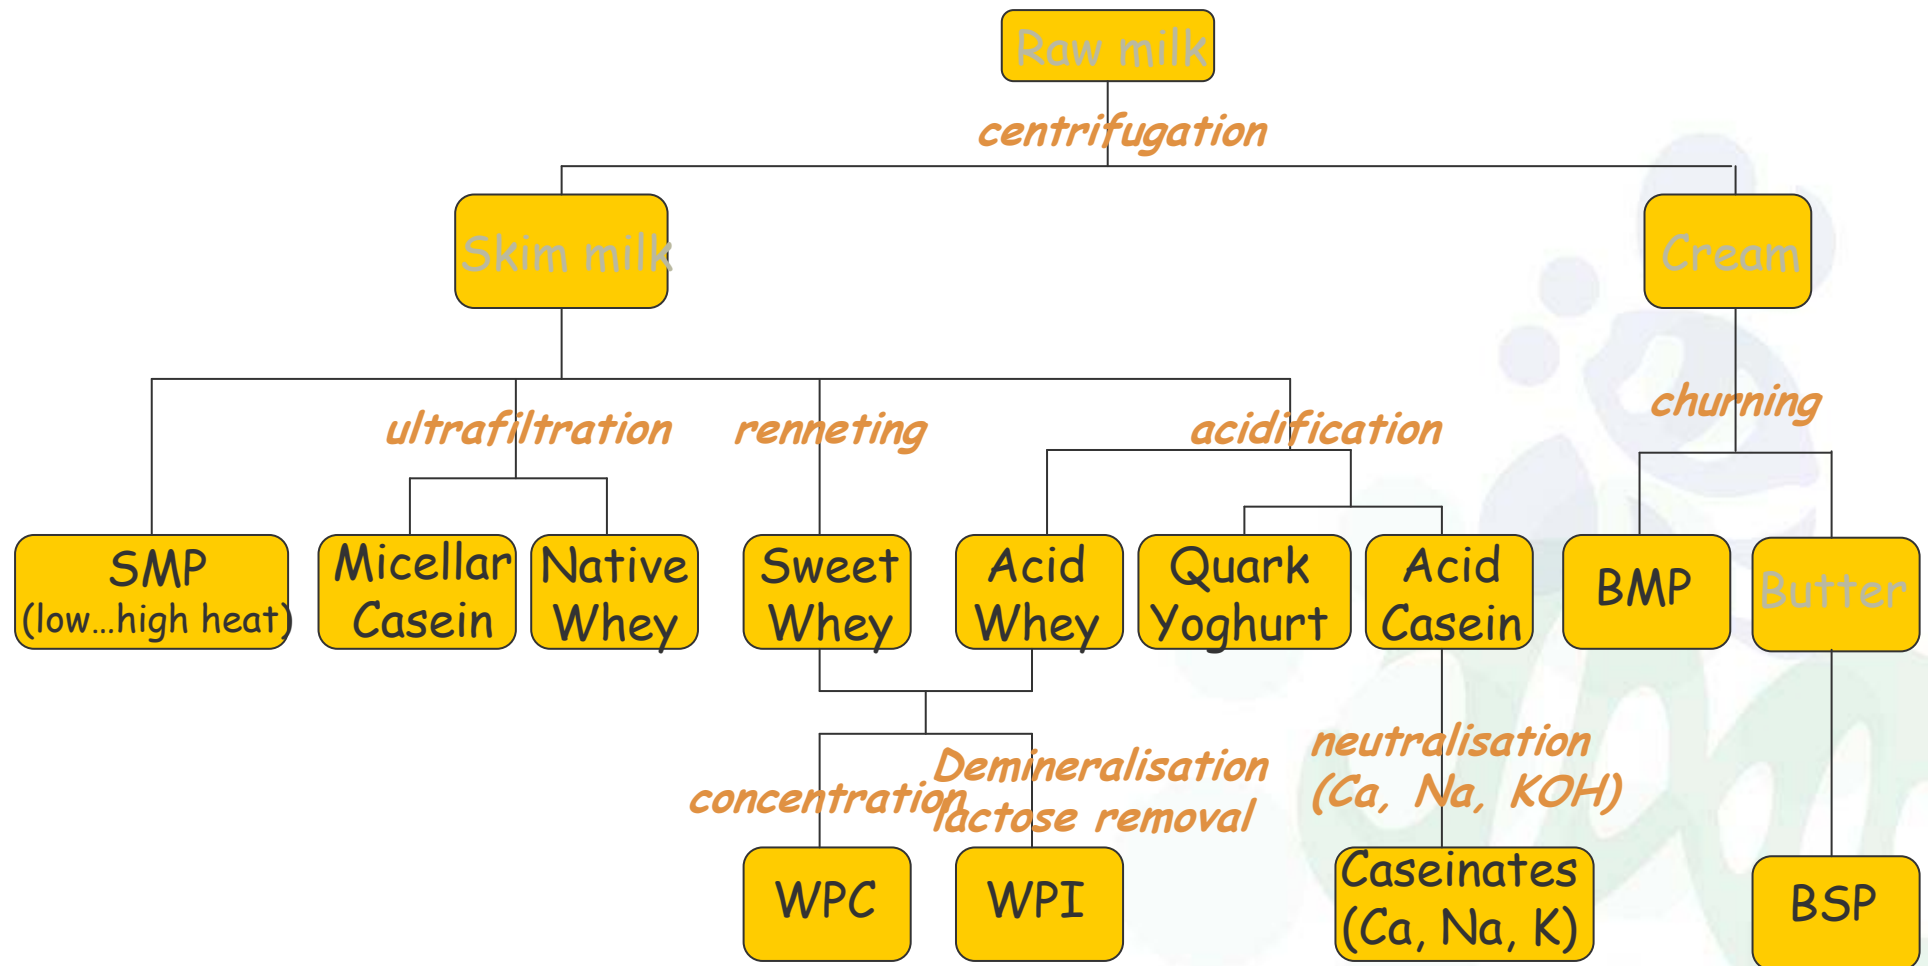 Raw milk
centrifugation
Skim milk
Cream
ultrafiltration
renneting
acidification
churning
SMP
(low...high heat)
Micellar
Casein
Native
Whey
Sweet
Whey
Acid
Whey
Quark
Yoghurt
Acid
Casein
BMP
Butter
concentration
Demineralisation
lactose removal
neutralisation
(Ca, Na, KOH)
WPC
WPI
Caseinates
(Ca, Na, K)
BSP